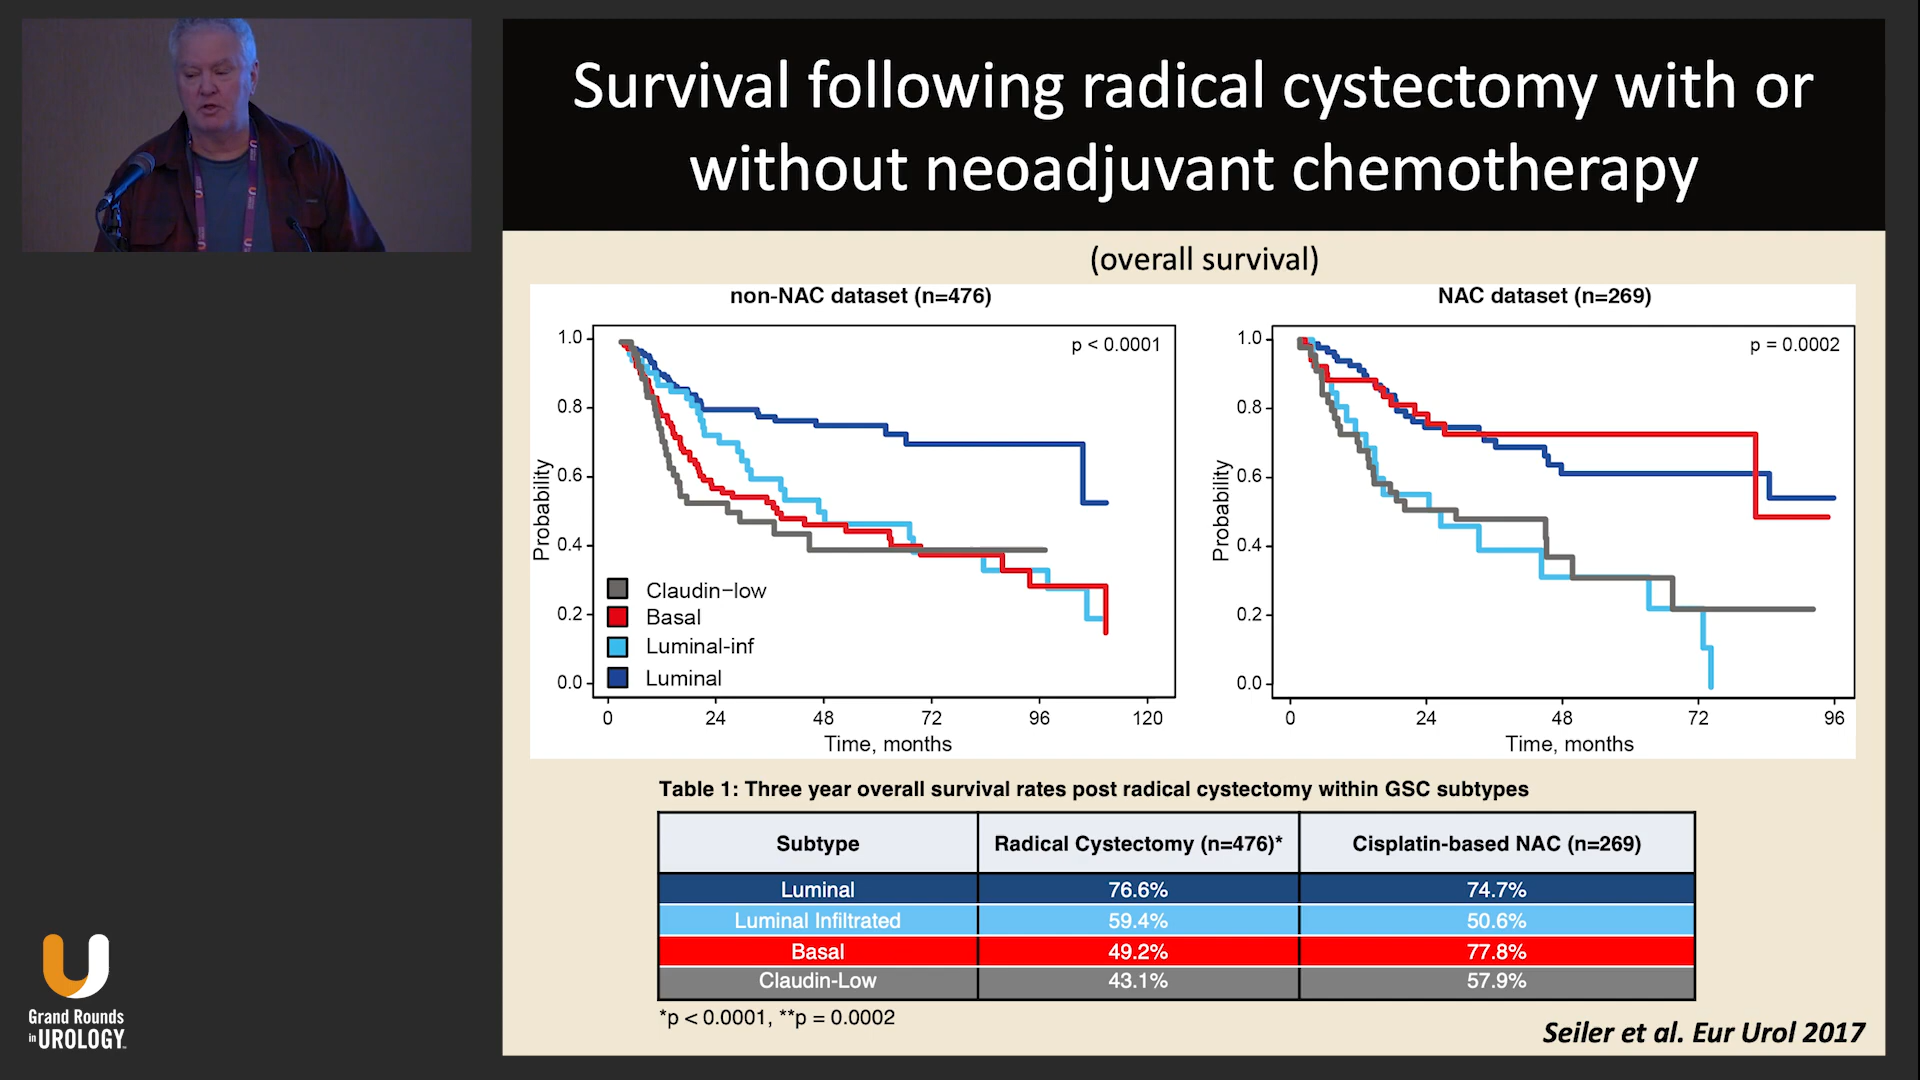 Survival following radical cystectomy with or
without neoadjuvant chemotherapy
(overall survival)
non-NAC dataset (n=476)
p < 0.0001
1.0
0.8
0.6
0.4
0.2
0.0
Probability
Claudin-low
Basal
Luminal-inf
Luminal
0 24 48 72 96 120
Time, months
NAC dataset (n=269)
p = 0.0002
1.0
0.8
0.6
0.4
0.2
0.0
Probability
0 24 48 72 96
Time, months
Table 1: Three year overall survival rates post radical cystectomy within GSC subtypes
Subtype Radical Cystectomy (n=476)* Cisplatin-based NAC (n=269)
Luminal 76.6% 74.7%
Luminal Infiltrated 59.4% 50.6%
Basal 49.2% 77.8%
Claudin-Low 43.1% 57.9%
*p < 0.0001, **p = 0.0002
Seiler et al. Eur Urol 2017
Grand Rounds
in UROLOGY